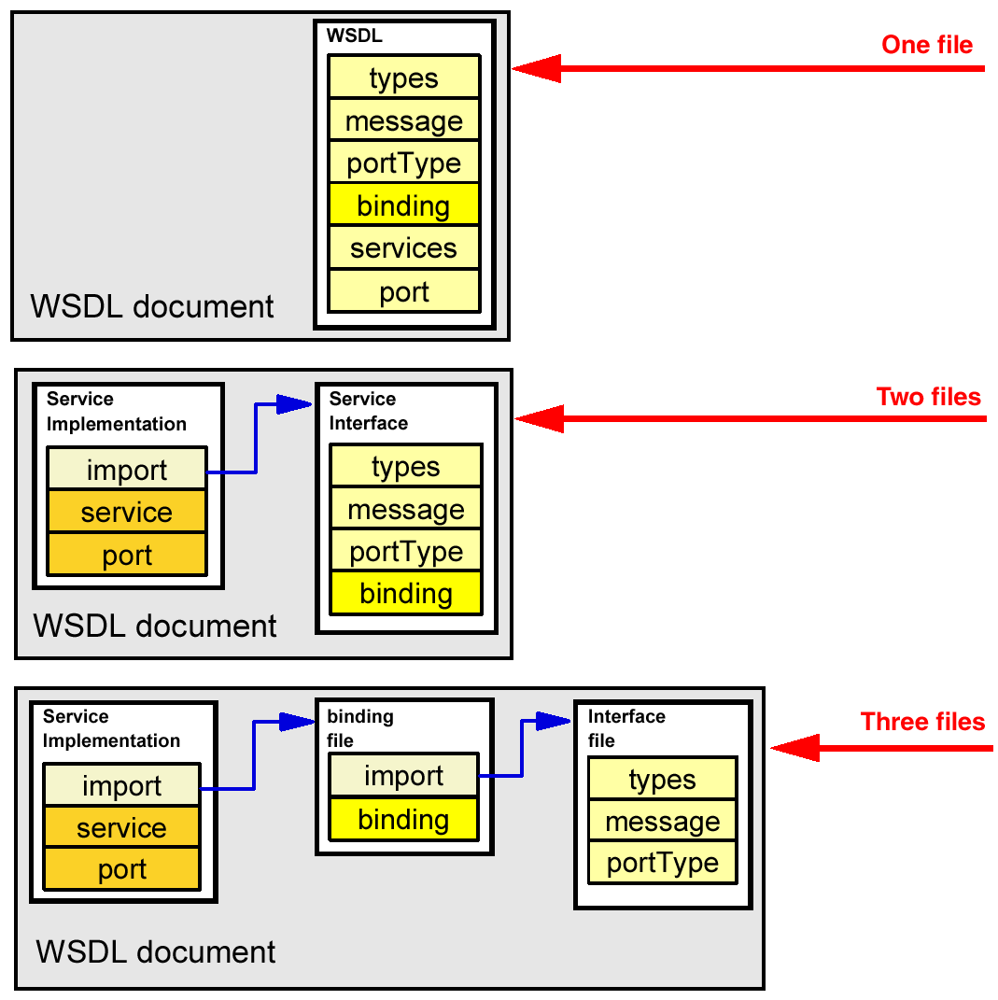 WSDL
One file
types
message
portType
binding
services
port
WSDL document
Service
Implementation
import
service
port
Service
Interface
types
message
portType
binding
Two files
WSDL document
Service
Implementation
import
service
port
binding
file
import
binding
Interface
file
types
message
portType
Three files
WSDL document